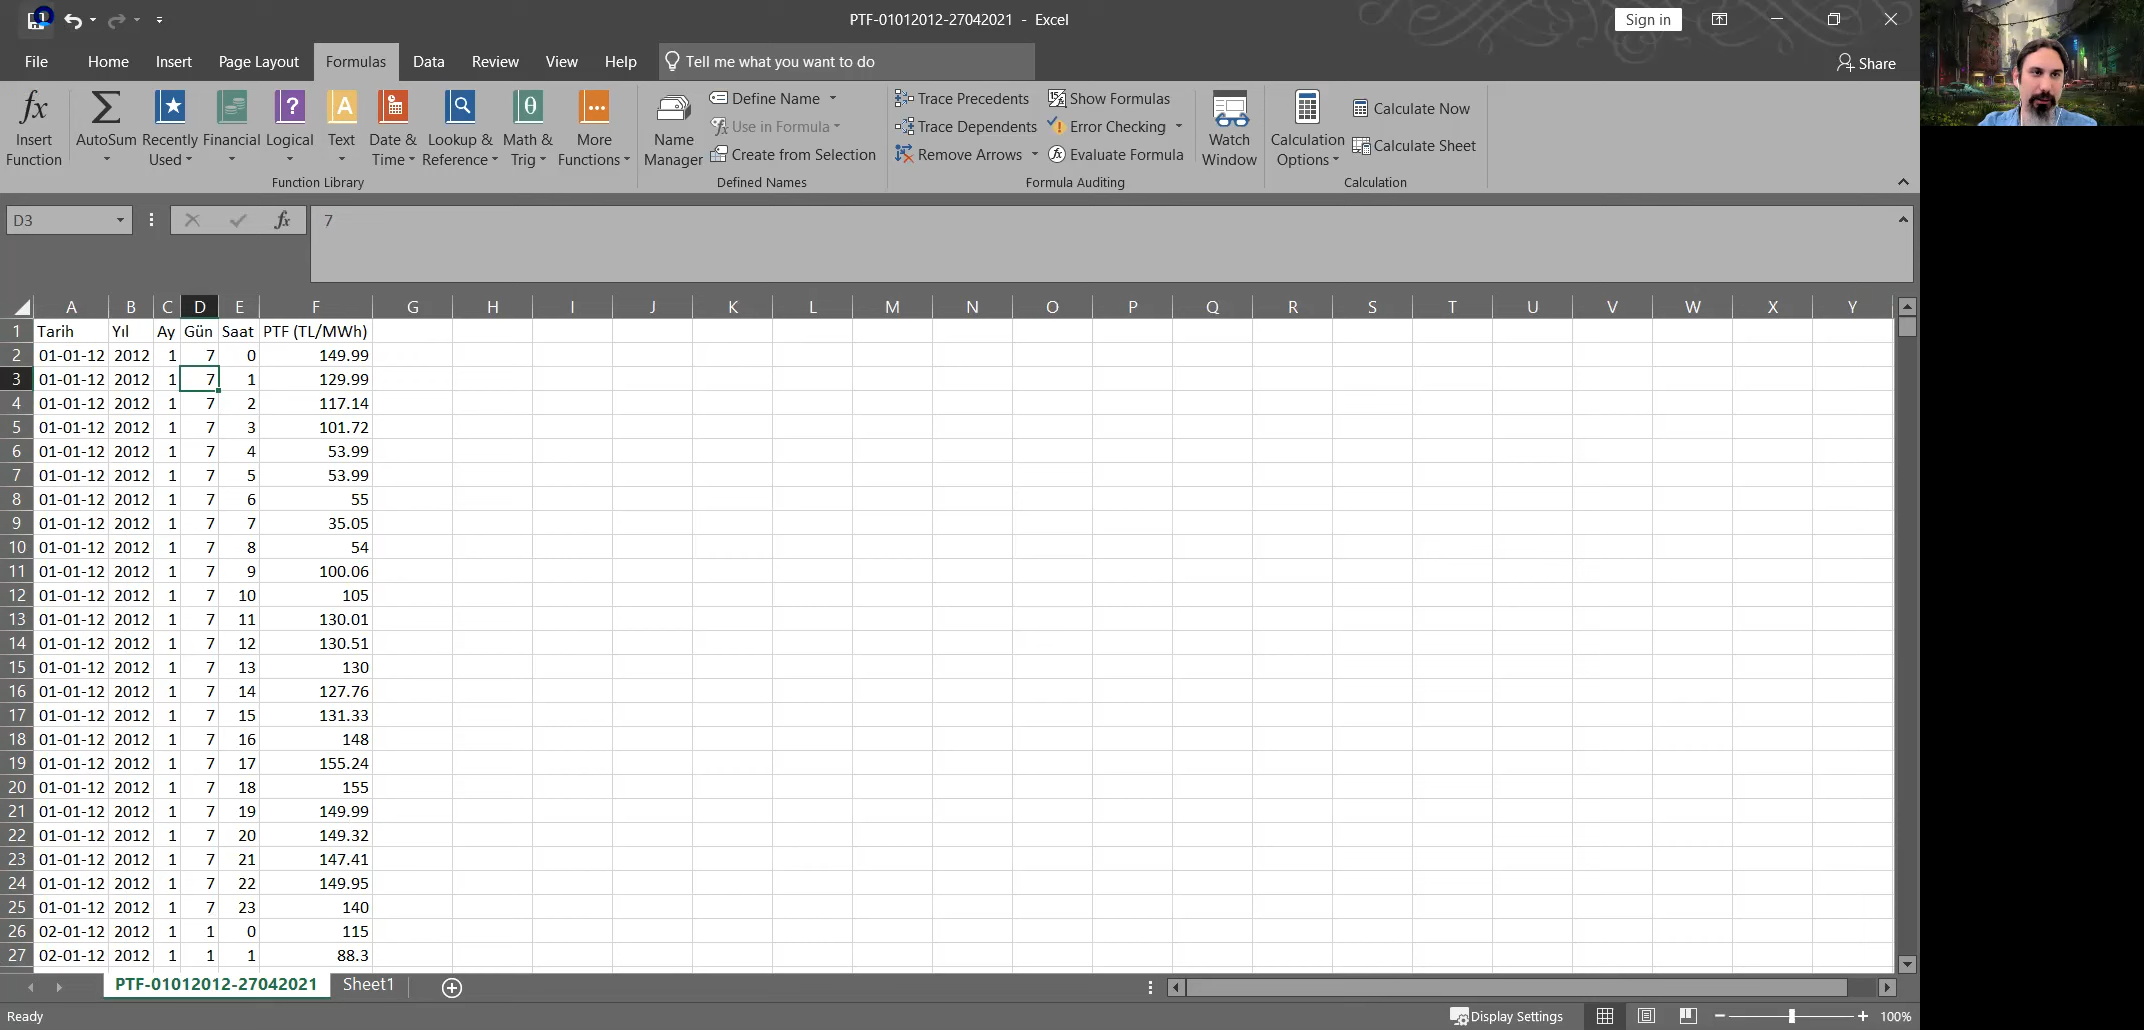 PTF-01012012-27042021 - Excel
Sign in
File Home Insert Page Layout Formulas Data Review View Help Tell me what you want to do Share
Insert Function
AutoSum
Recently Used
Financial
Logical
Text
Date & Time
Lookup & Reference
Math & Trig
More Functions
Function Library
Name Manager
Define Name
Use in Formula
Create from Selection
Defined Names
Trace Precedents
Trace Dependents
Remove Arrows
Show Formulas
Error Checking
Evaluate Formula
Formula Auditing
Watch Window
Calculation Options
Calculate Now
Calculate Sheet
Calculation
D3 fx 7
A B C D E F G H I J K L M N O P Q R S T U V W X Y
1 Tarih Yıl Ay Gün Saat PTF (TL/MWh)
2 01-01-12 2012 1 7 0 149.99
3 01-01-12 2012 1 7 1 129.99
4 01-01-12 2012 1 7 2 117.14
5 01-01-12 2012 1 7 3 101.72
6 01-01-12 2012 1 7 4 53.99
7 01-01-12 2012 1 7 5 53.99
8 01-01-12 2012 1 7 6 55
9 01-01-12 2012 1 7 7 35.05
10 01-01-12 2012 1 7 8 54
11 01-01-12 2012 1 7 9 100.06
12 01-01-12 2012 1 7 10 105
13 01-01-12 2012 1 7 11 130.01
14 01-01-12 2012 1 7 12 130.51
15 01-01-12 2012 1 7 13 130
16 01-01-12 2012 1 7 14 127.76
17 01-01-12 2012 1 7 15 131.33
18 01-01-12 2012 1 7 16 148
19 01-01-12 2012 1 7 17 155.24
20 01-01-12 2012 1 7 18 155
21 01-01-12 2012 1 7 19 149.99
22 01-01-12 2012 1 7 20 149.32
23 01-01-12 2012 1 7 21 147.41
24 01-01-12 2012 1 7 22 149.95
25 01-01-12 2012 1 7 23 140
26 02-01-12 2012 1 1 0 115
27 02-01-12 2012 1 1 1 88.3
PTF-01012012-27042021 Sheet1
Ready Display Settings 100%